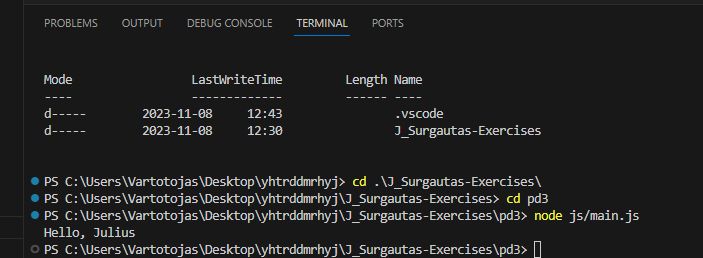 PROBLEMS OUTPUT DEBUG CONSOLE TERMINAL PORTS
Mode LastWriteTime Length Name
---- ------------- ------ ----
d----- 2023-11-08 12:43 .vscode
d----- 2023-11-08 12:30 J_Surgautas-Exercises
PS C:\Users\Vartotojas\Desktop\yhtrddmrhyj> cd .\J_Surgautas-Exercises\
PS C:\Users\Vartotojas\Desktop\yhtrddmrhyj\J_Surgautas-Exercises> cd pd3
PS C:\Users\Vartotojas\Desktop\yhtrddmrhyj\J_Surgautas-Exercises\pd3> node js/main.js
Hello, Julius
PS C:\Users\Vartotojas\Desktop\yhtrddmrhyj\J_Surgautas-Exercises\pd3>